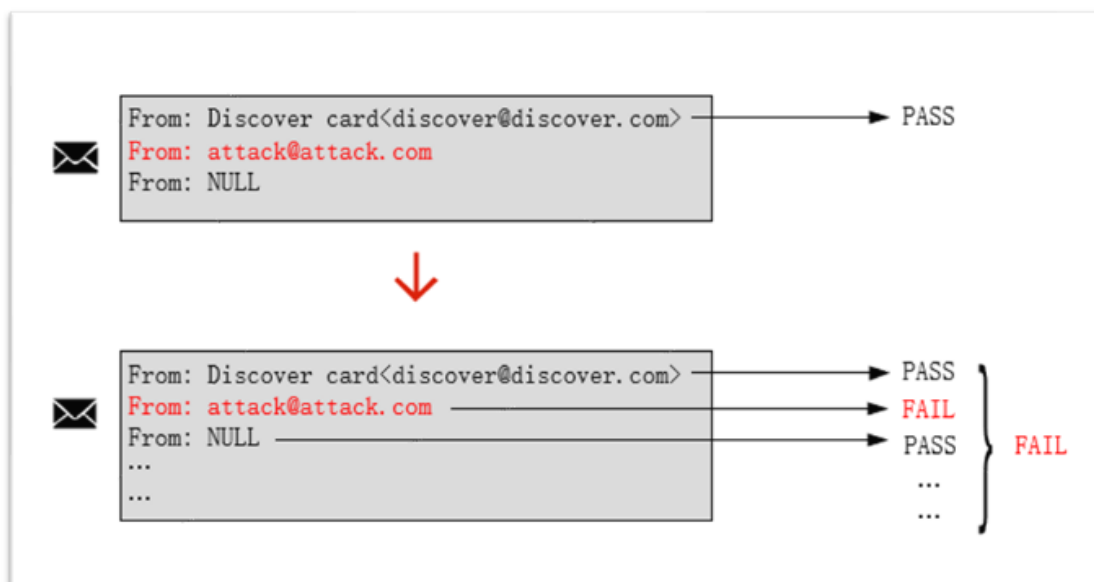 From: Discover card<discover@discover.com>
PASS
From: attack@attack.com
From: NULL
From: Discover card<discover@discover.com>
PASS
From: attack@attack.com
FAIL
From: NULL
PASS
FAIL
...
...
...
...